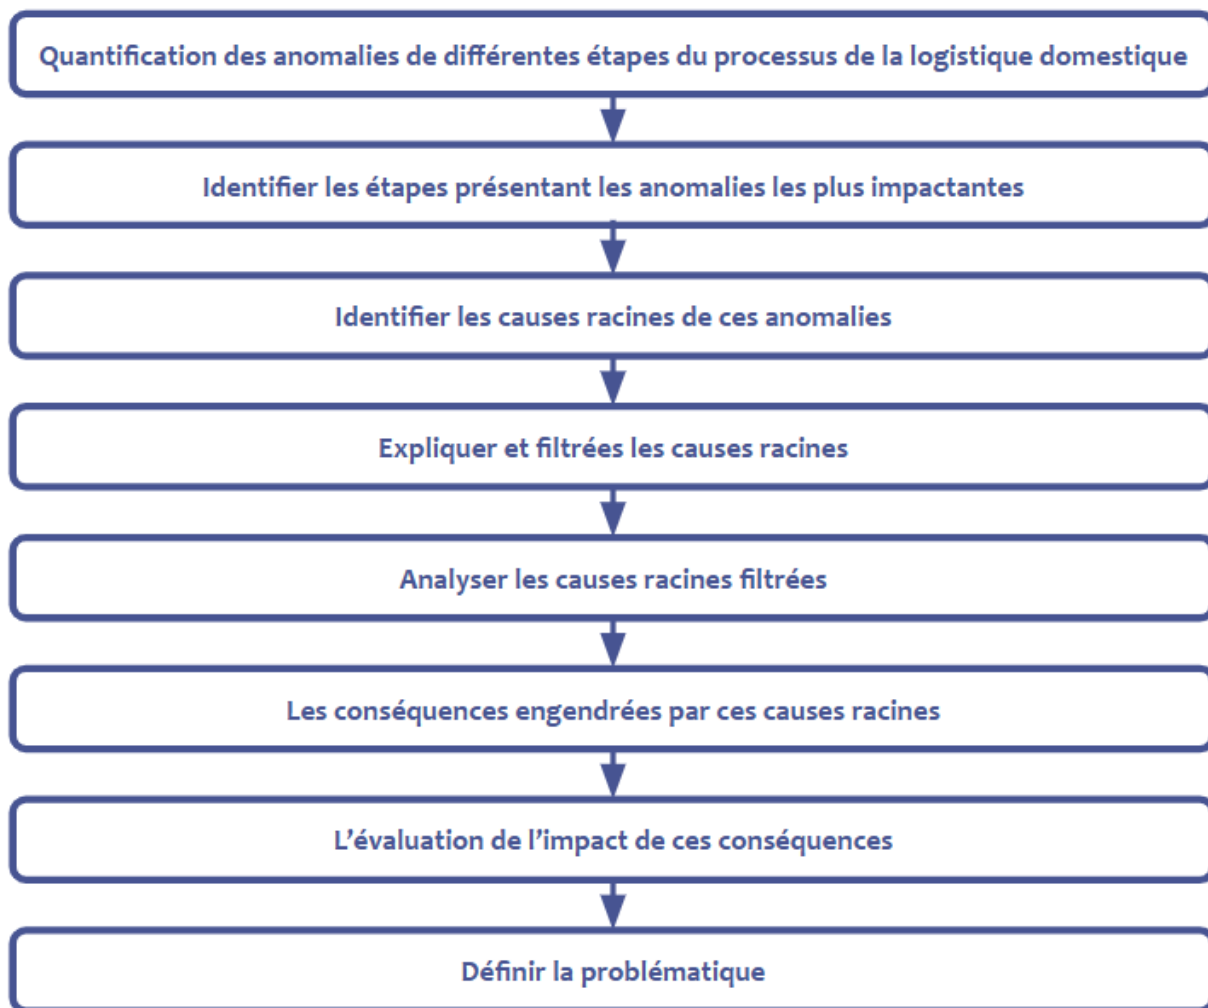 Quantification des anomalies de différentes étapes du processus de la logistique domestique
Identifier les étapes présentant les anomalies les plus impactantes
Identifier les causes racines de ces anomalies
Expliquer et filtrées les causes racines
Analyser les causes racines filtrées
Les conséquences engendrées par ces causes racines
L’évaluation de l’impact de ces conséquences
Définir la problématique